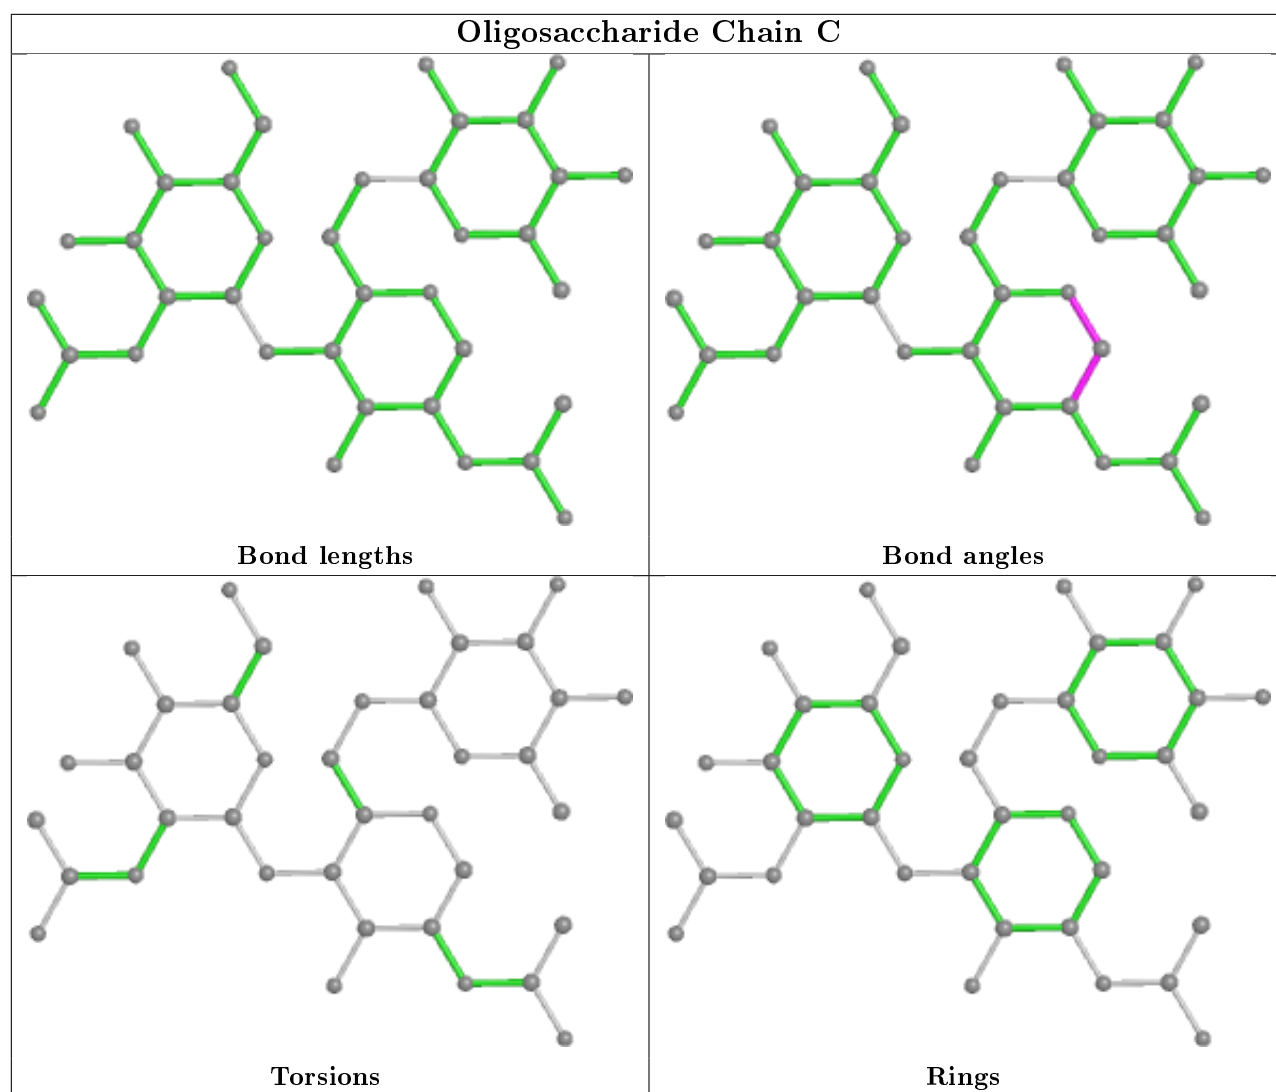 Oligosaccharide Chain C
Bond lengths
Bond angles
Torsions
Rings